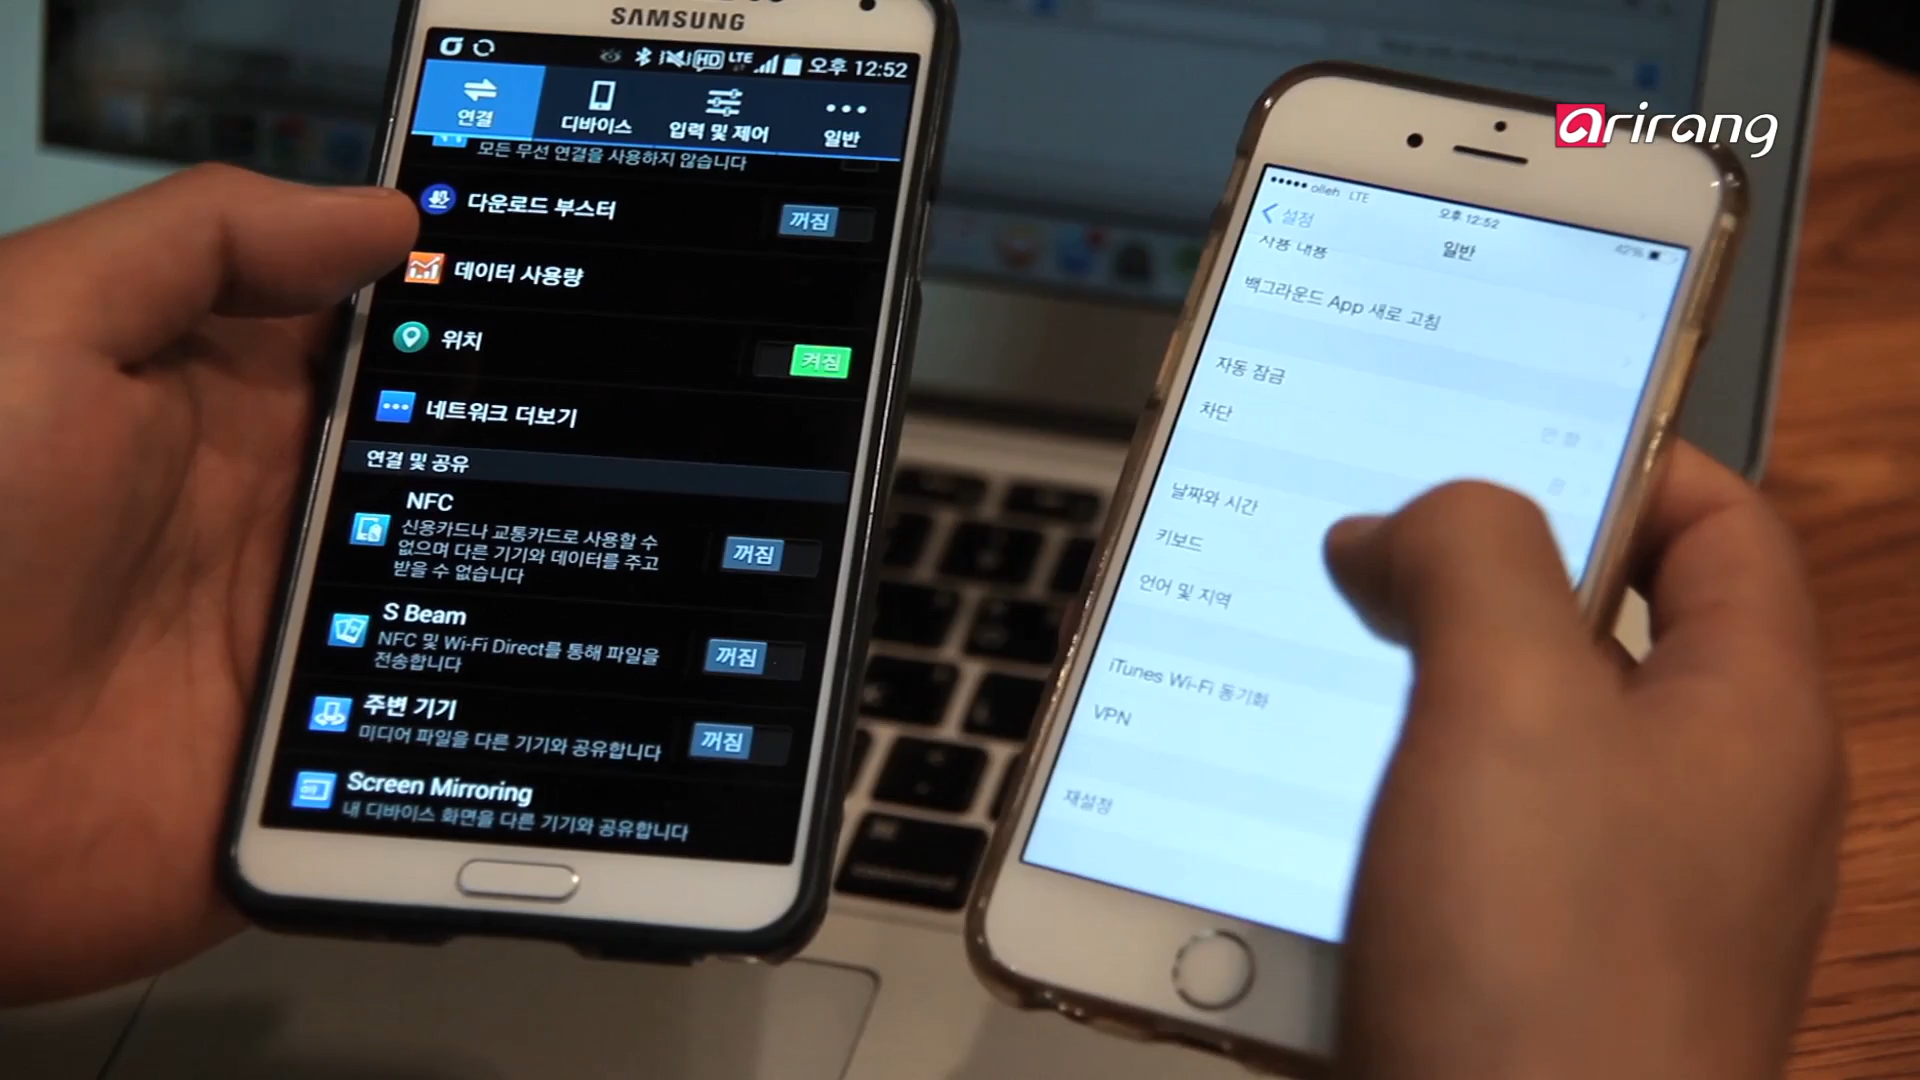 SAMSUNG
HD LTE 오후 12:52
연결
디바이스
입력 및 제어
일반
모든 무선 연결을 사용하지 않습니다
다운로드 부스터
꺼짐
데이터 사용량
위치
켜짐
네트워크 더보기
연결 및 공유
NFC
신용카드나 교통카드로 사용할 수
없으며 다른 기기와 데이터를 주고
받을 수 없습니다
꺼짐
S Beam
NFC 및 Wi-Fi Direct를 통해 파일을
전송합니다
꺼짐
주변 기기
미디어 파일을 다른 기기와 공유합니다
꺼짐
Screen Mirroring
내 디바이스 화면을 다른 기기와 공유합니다
arirang
olleh LTE
오후 12:52
42%
설정
일반
사용 내용
백그라운드 App 새로 고침
자동 잠금
차단
날짜와 시간
키보드
언어 및 지역
iTunes Wi-Fi 동기화
VPN
재설정